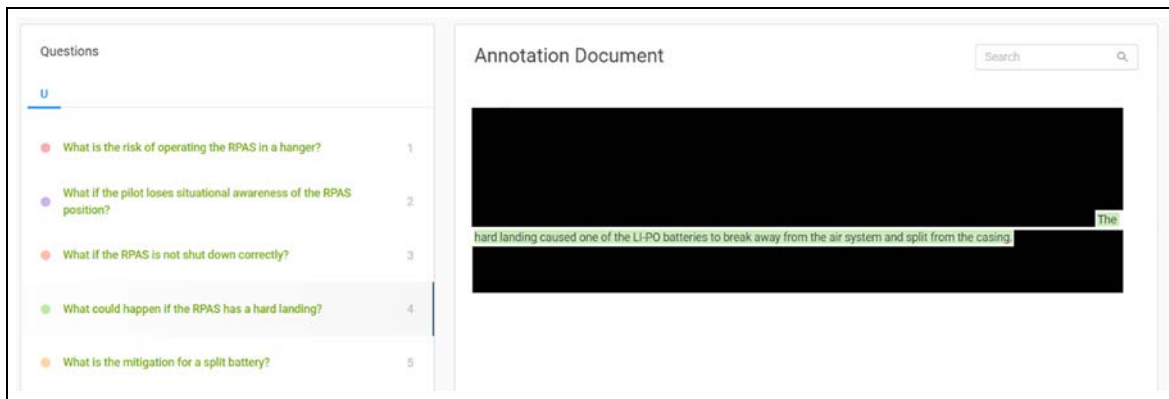 Questions
U
What is the risk of operating the RPAS in a hanger? 1
What if the pilot loses situational awareness of the RPAS
position? 2
What if the RPAS is not shut down correctly? 3
What could happen if the RPAS has a hard landing? 4
What is the mitigation for a split battery? 5
Annotation Document
Search
The
hard landing caused one of the LI-PO batteries to break away from the air system and split from the casing.